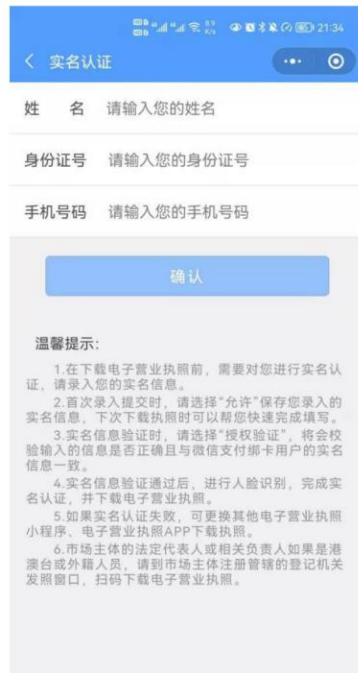 21:34
实名认证
姓 名 请输入您的姓名
身份证号 请输入您的身份证号
手机号码 请输入您的手机号码
确认
温馨提示:
1.在下载电子营业执照前，需要对您进行实名认
证，请录入您的实名信息。
2.首次录入提交时，请选择“允许”保存您录入的
实名信息，下次下载执照时可以帮您快速完成填写。
3.实名信息验证时，请选择“授权验证”，将会校
验输入的信息是否正确且与微信支付绑卡用户的实名
信息一致。
4.实名信息验证通过后，进行人脸识别，完成实
名认证，并下载电子营业执照。
5.如果实名认证失败，可更换其他电子营业执照
小程序、电子营业执照APP下载执照。
6.市场主体的法定代表人或相关负责人如果是港
澳台或外籍人员，请到市场主体注册管辖的登记机关
发照窗口，扫码下载电子营业执照。